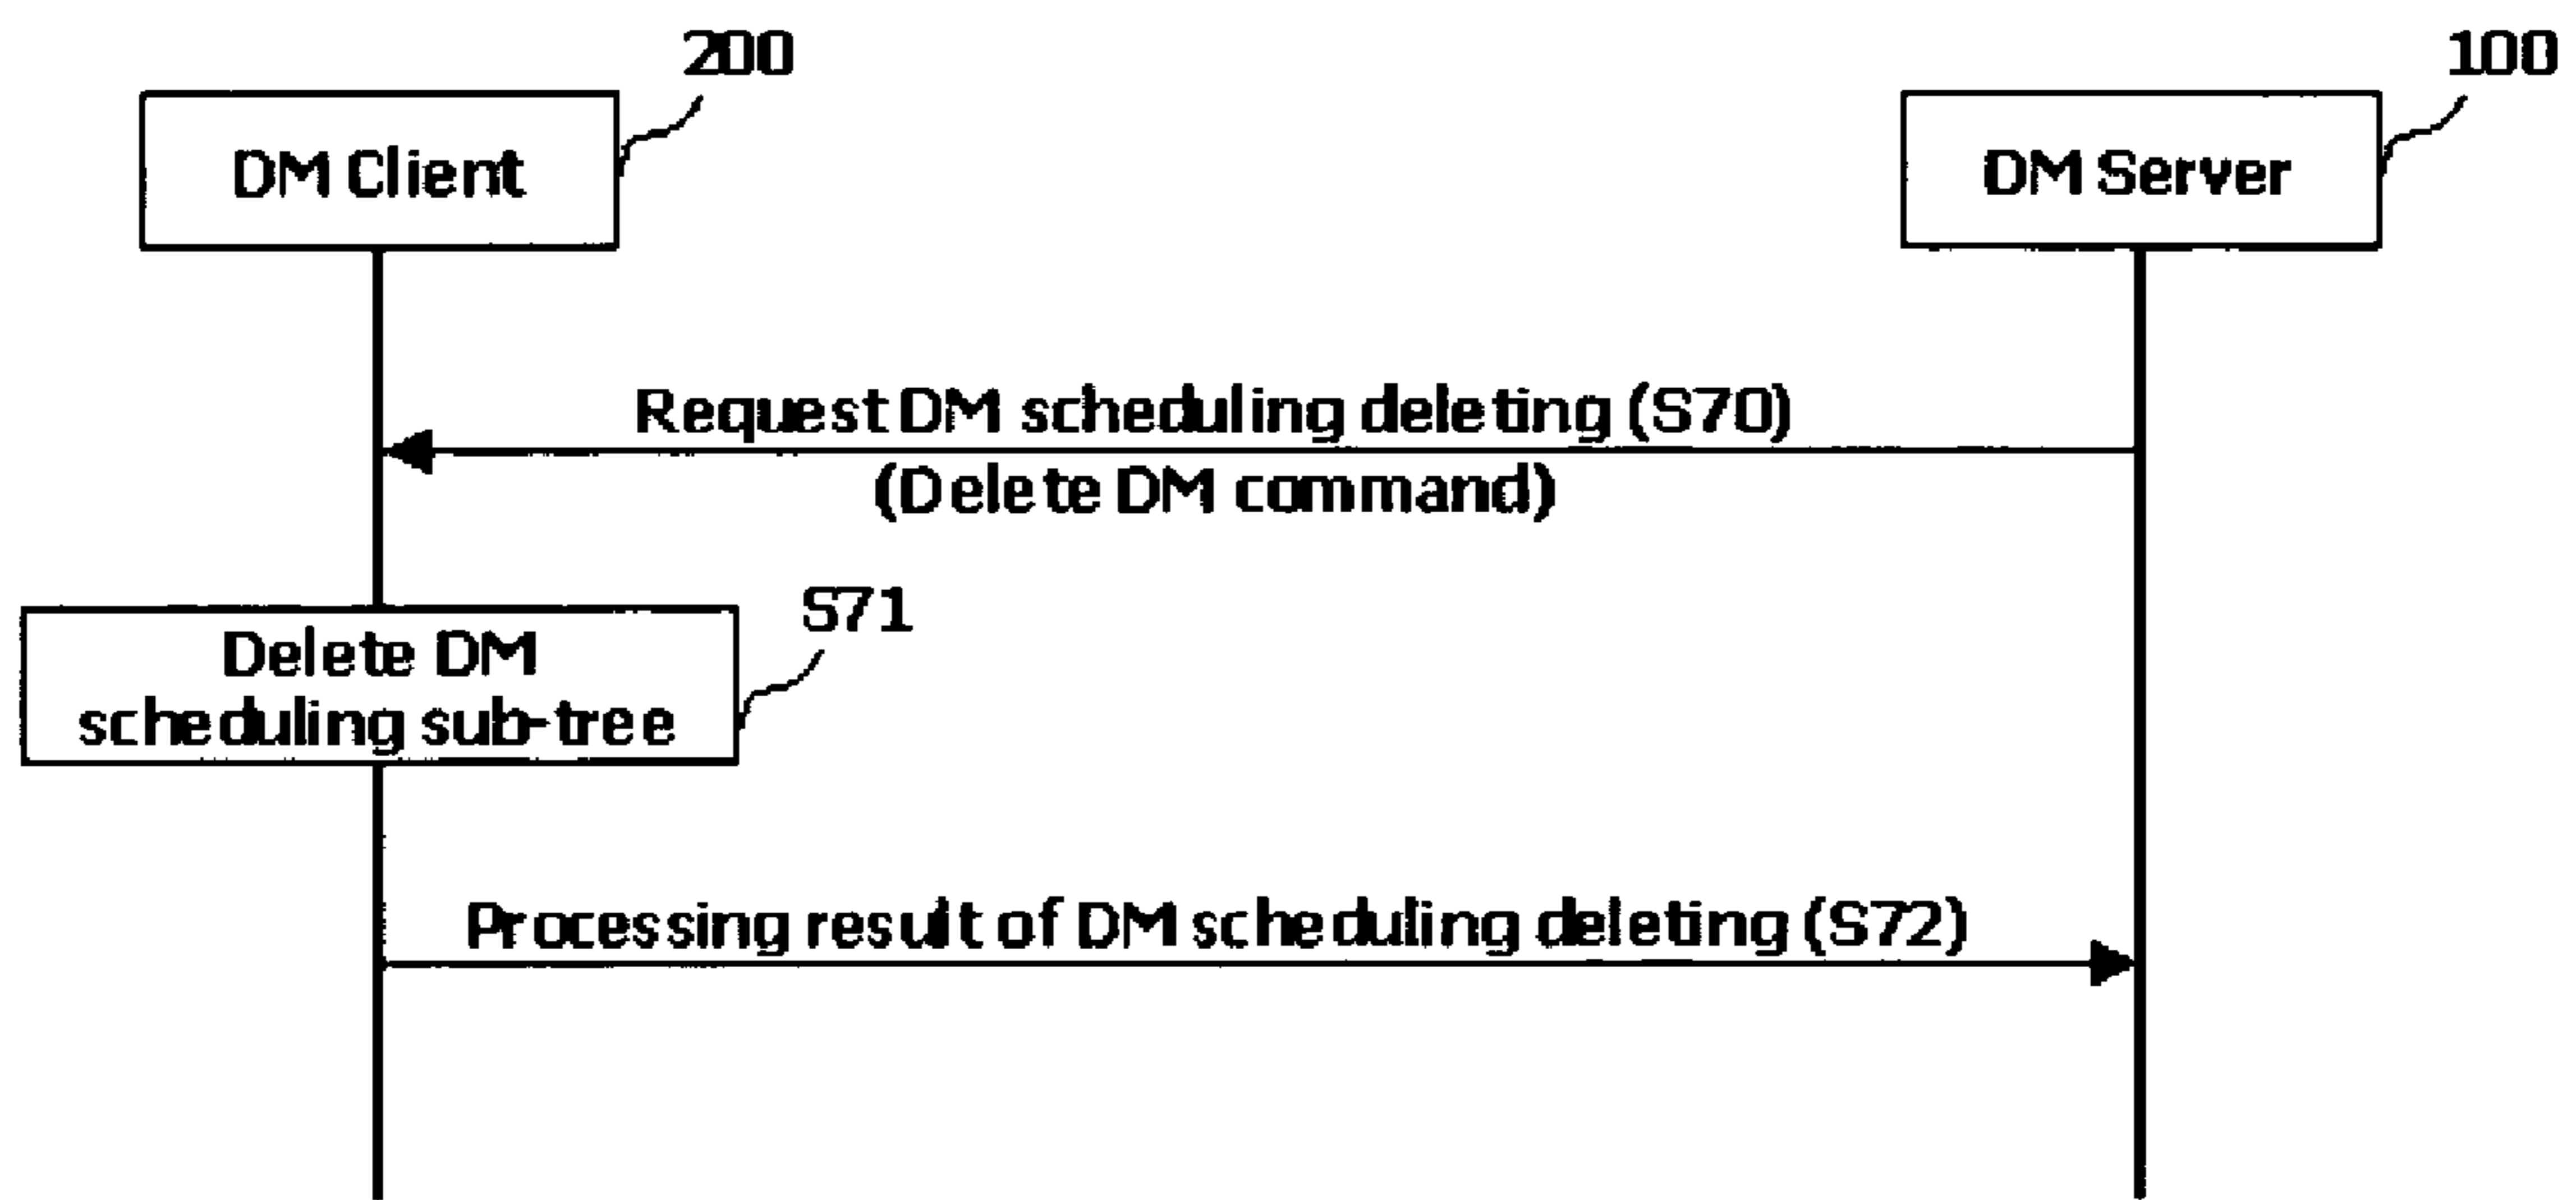 200
100
DM Client
DM Server
Request DM scheduling deleting (S70)
(Delete DM command)
S71
Delete DM
scheduling sub-tree
Processing result of DM scheduling deleting (S72)